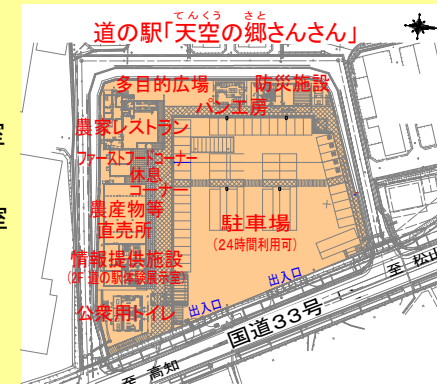 てんくう さと
道の駅「天空の郷さんさん」
多目的広場
防災施設
パン工房
農家レストラン
ファーストフードコーナー
休息
コーナー
農産物等
直売所
駐車場
(24時間利用可)
情報提供施設
(2F 道の駅体験展示室)
公衆用トイレ
出入口
出入口
国道33号
至 高知
至 松山
室
室